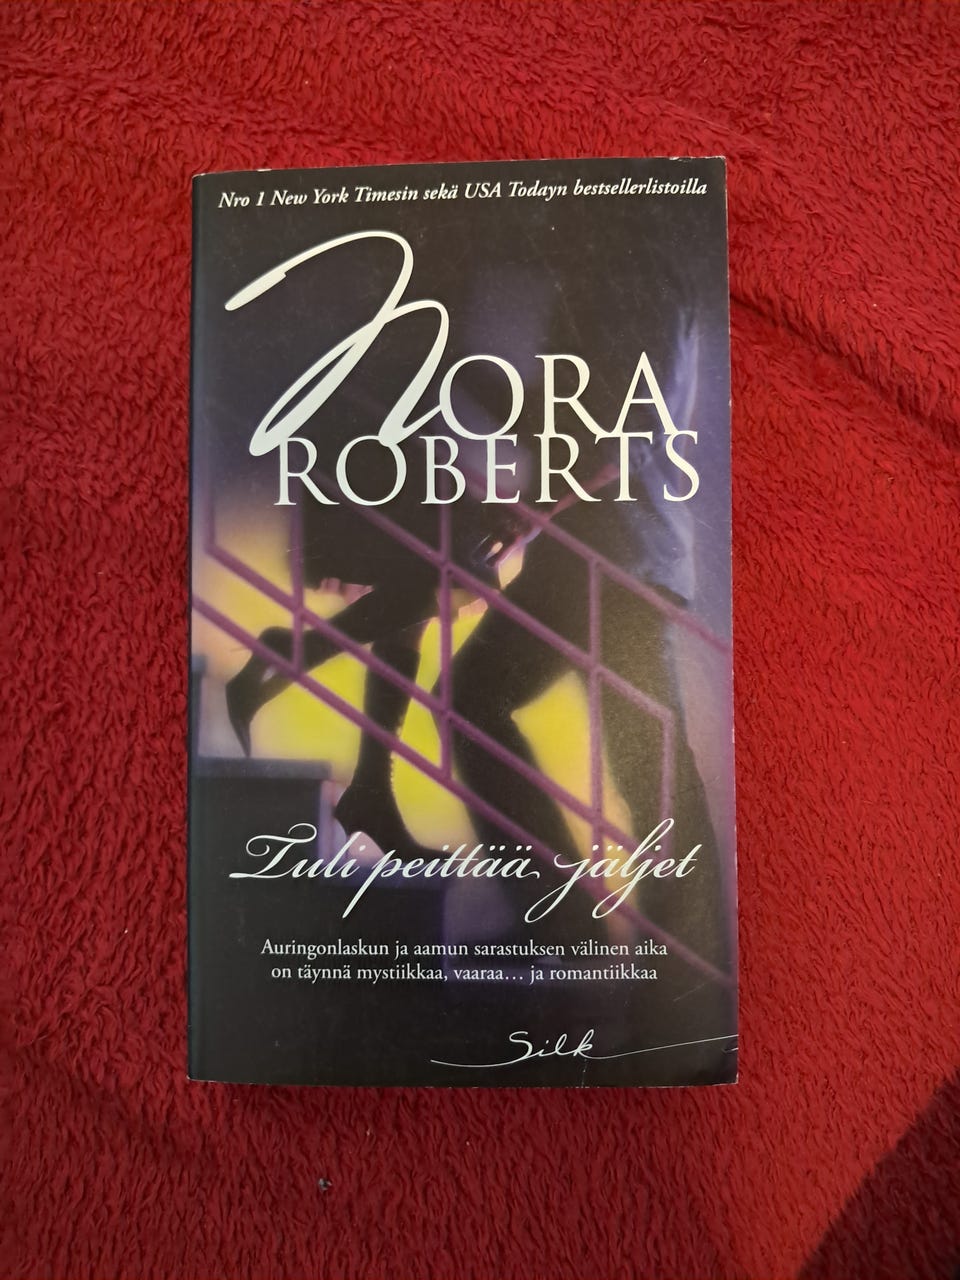 Nro 1 New York Timesin sekä USA Todayn bestsellerlistoilla
NORA
ROBERTS
Tuli peittää jäljet
Auringonlaskun ja aamun sarastuksen välinen aika
on täynnä mystiikkaa, vaaraa... ja romantiikkaa
Silk